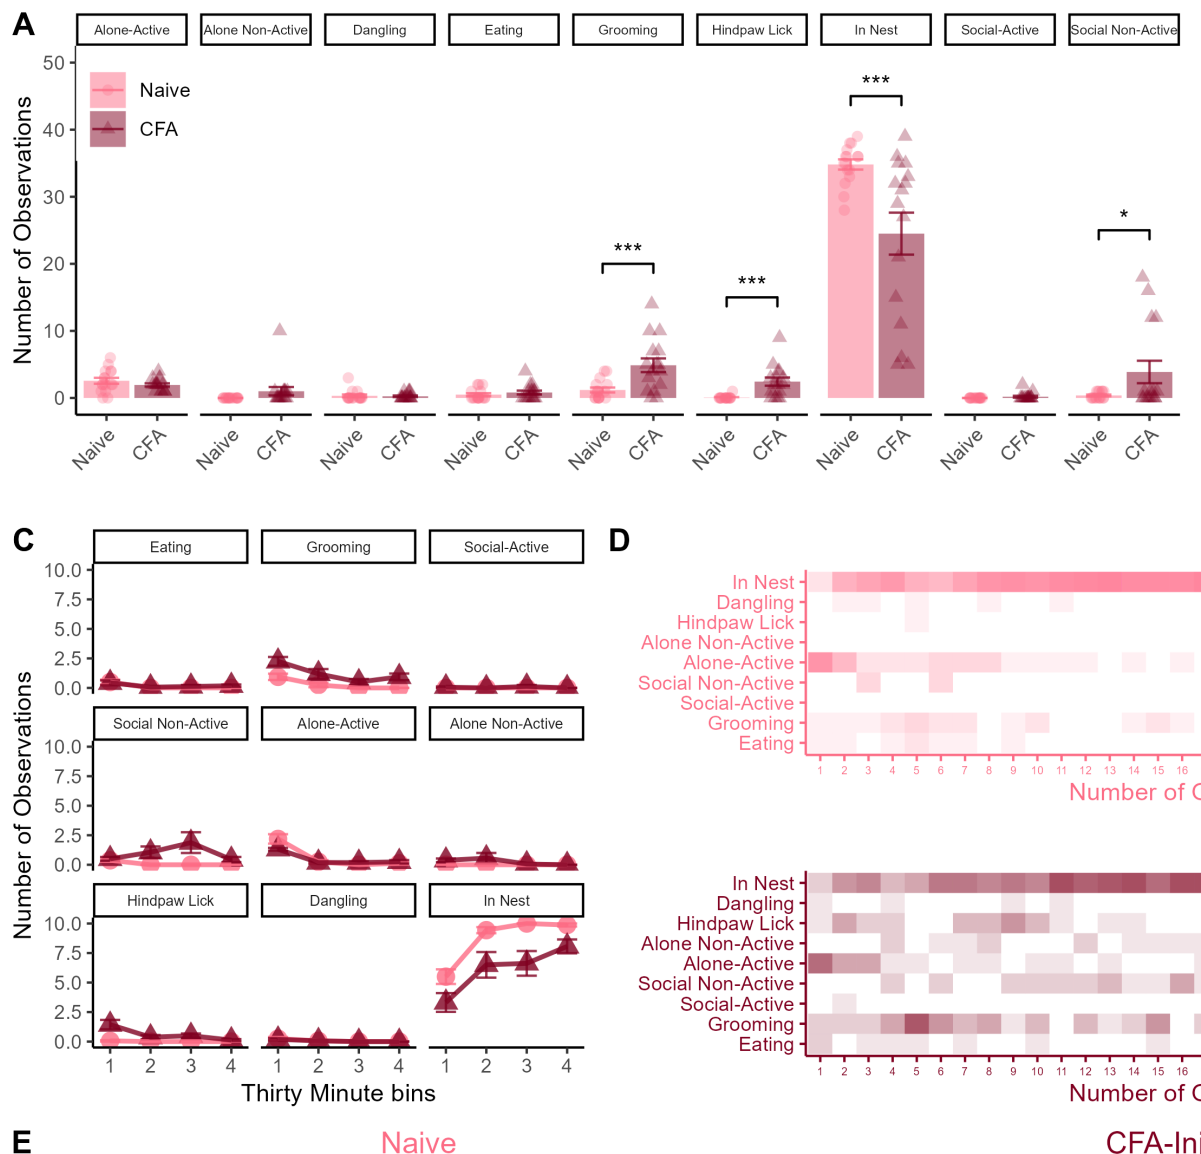 A
Alone-Active
Alone Non-Active
Dangling
Eating
Grooming
Hindpaw Lick
In Nest
Social-Active
Social Non-Active
Number of Observations
50
40
30
20
10
0
Naive
CFA
***
***
***
*
Naive CFA Naive CFA Naive CFA Naive CFA Naive CFA Naive CFA Naive CFA Naive CFA Naive CFA
C
Eating Grooming Social-Active
10.0
7.5
5.0
2.5
0.0
Social Non-Active Alone-Active Alone Non-Active
10.0
7.5
5.0
2.5
0.0
Hindpaw Lick Dangling In Nest
10.0
7.5
5.0
2.5
0.0
Number of Observations
1 2 3 4 1 2 3 4 1 2 3 4
Thirty Minute bins
D
In Nest
Dangling
Hindpaw Lick
Alone Non-Active
Alone-Active
Social Non-Active
Social-Active
Grooming
Eating
1 2 3 4 5 6 7 8 9 10 11 12 13 14 15 16
Number of
In Nest
Dangling
Hindpaw Lick
Alone Non-Active
Alone-Active
Social Non-Active
Social-Active
Grooming
Eating
1 2 3 4 5 6 7 8 9 10 11 12 13 14 15 16
Number of
E
Naive
CFA-Ini